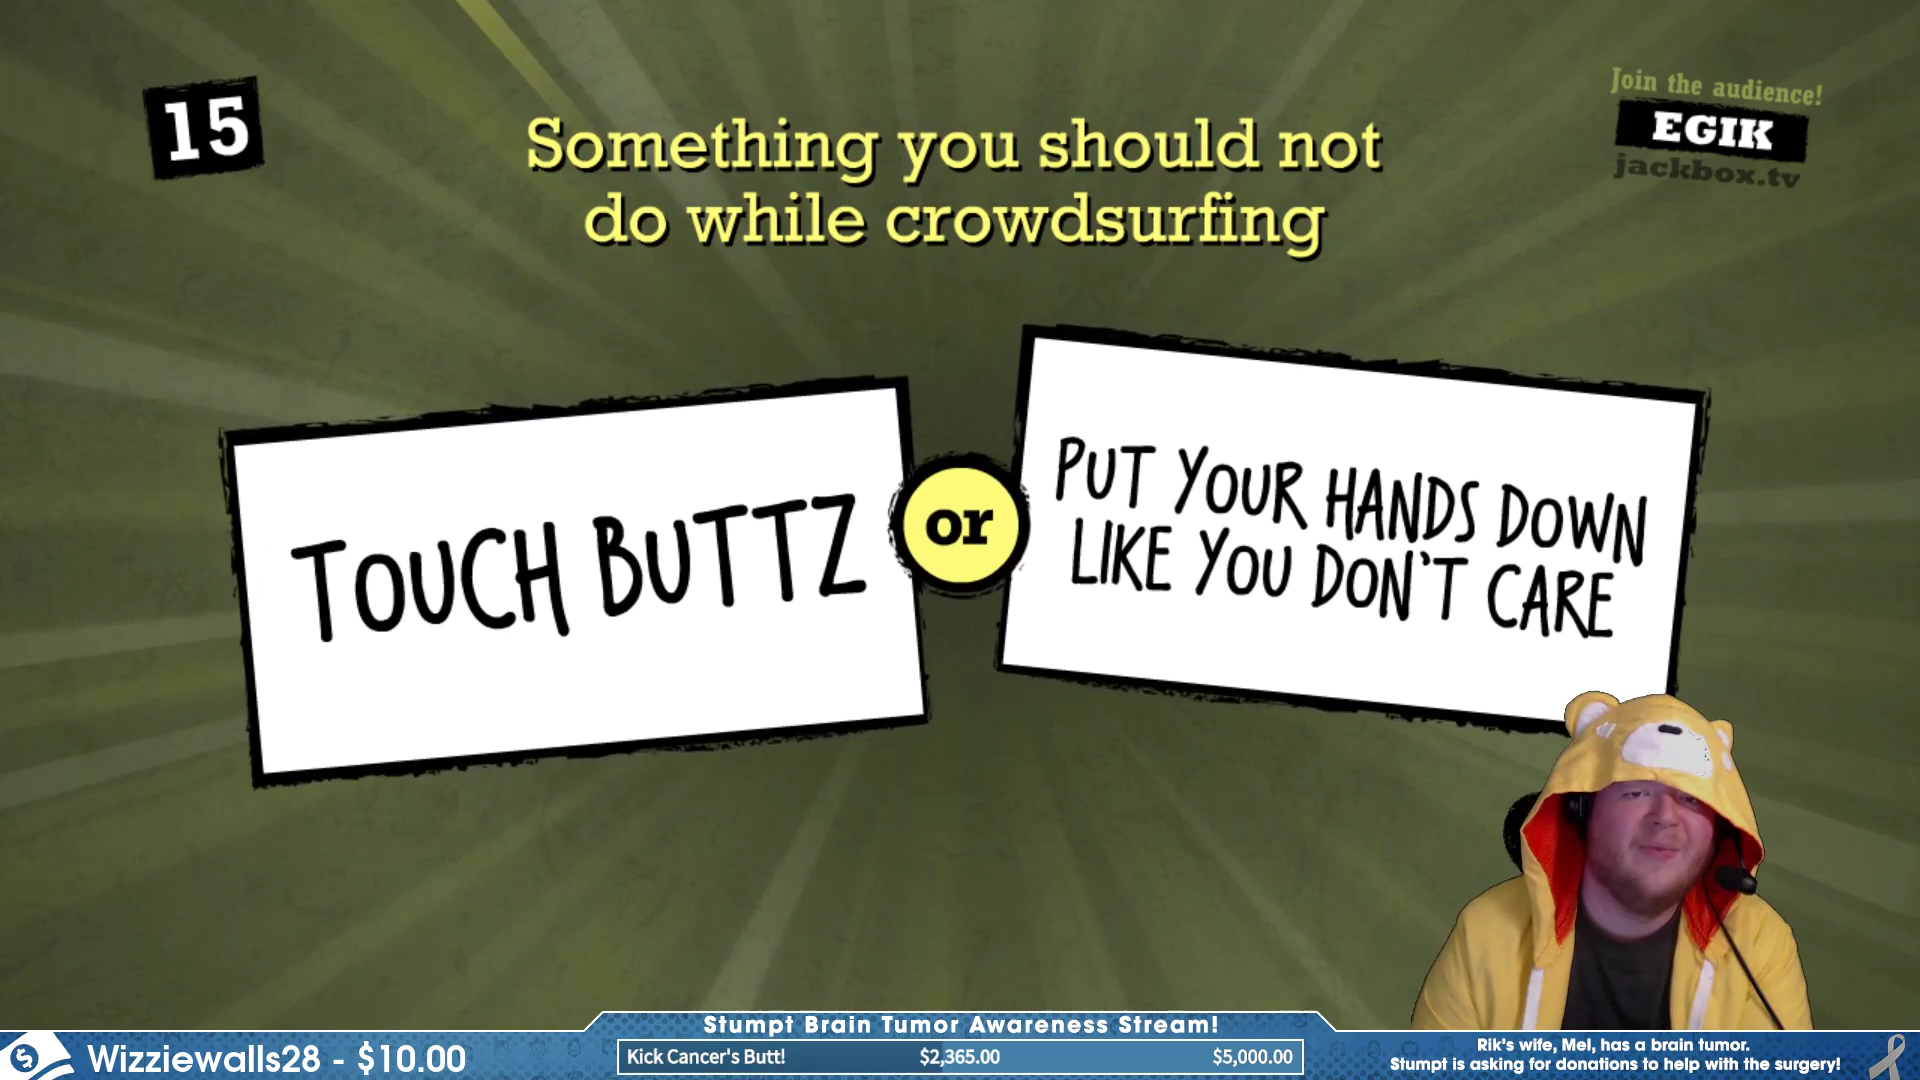 15
Something you should not
do while crowdsurfing
Join the audience!
EGIK
jackbox.tv
TOUCH BUTTZ
or
PUT YOUR HANDS DOWN
LIKE YOU DON'T CARE
Stumpt Brain Tumor Awareness Stream!
Wizziewalls28 - $10.00
Kick Cancer's Butt! $2,365.00 $5,000.00
Rik's wife, Mel, has a brain tumor.
Stumpt is asking for donations to help with the surgery!